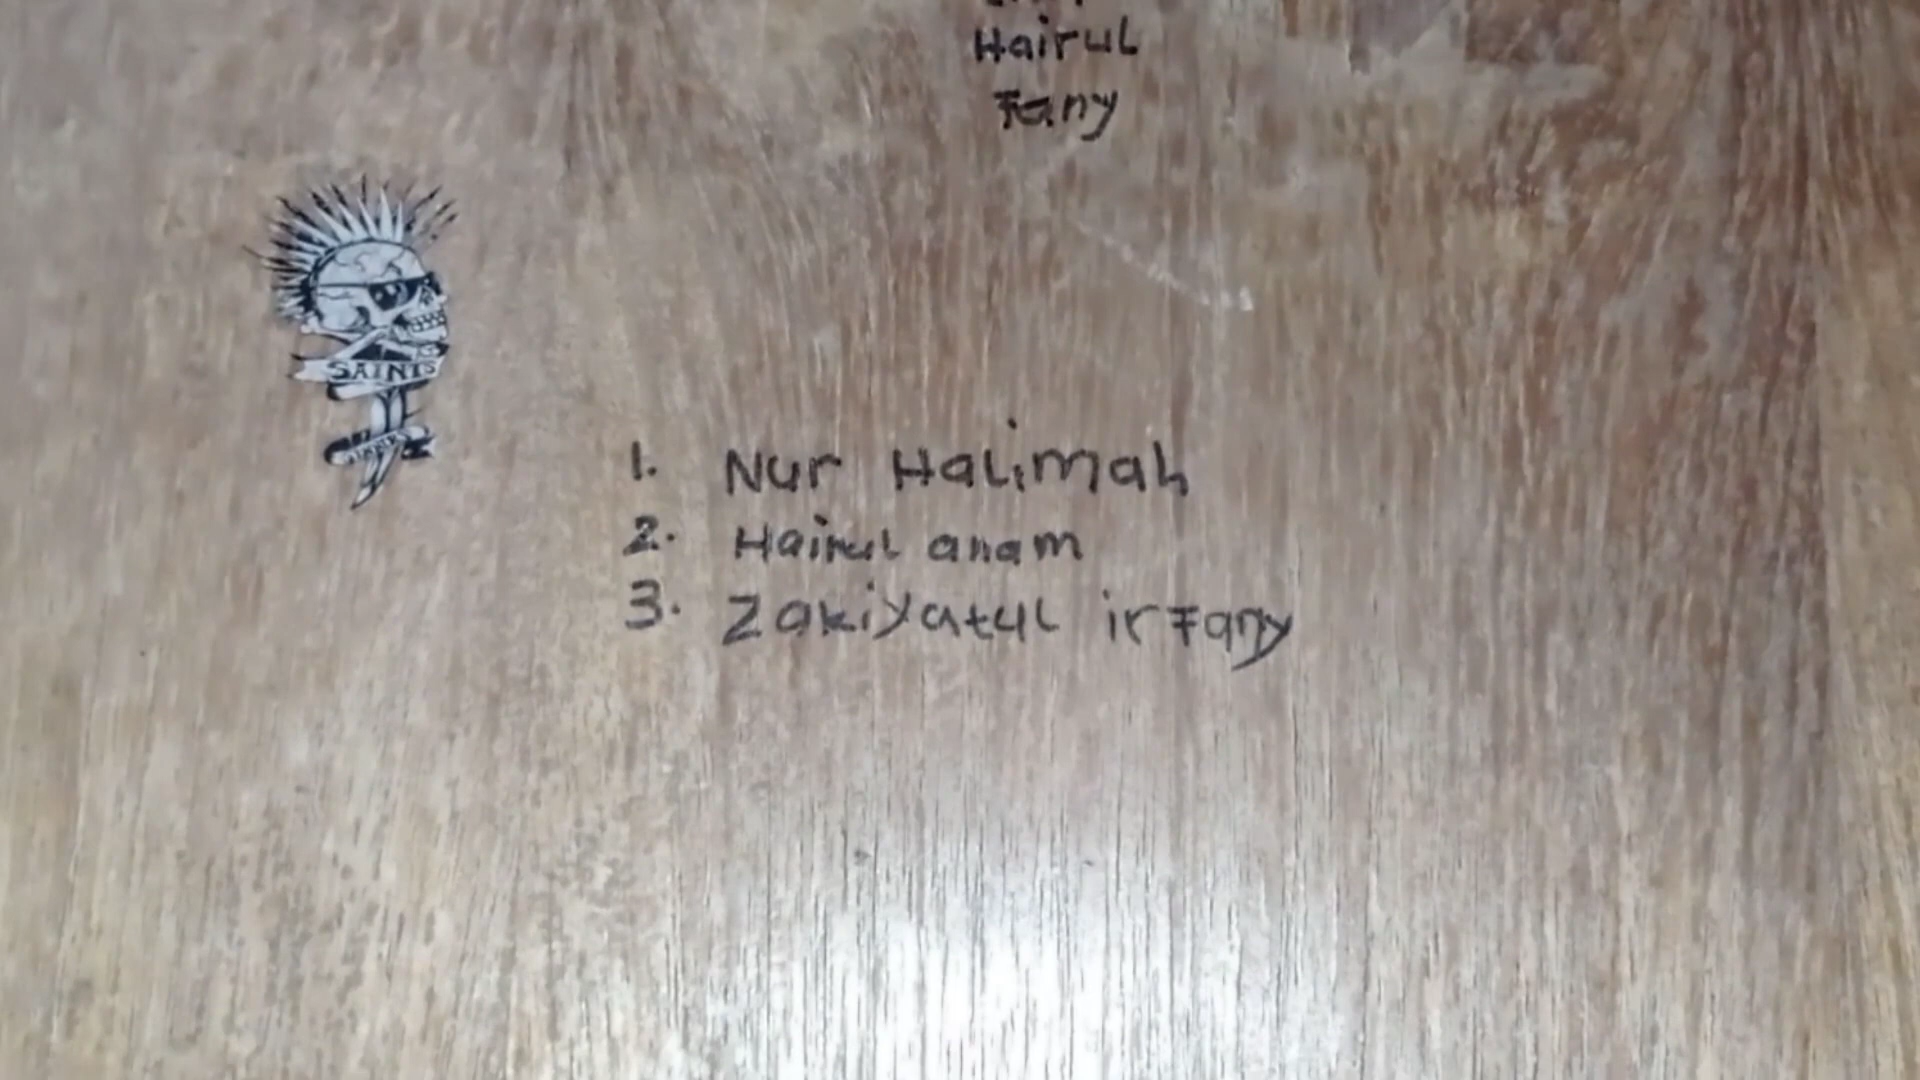 Hairul
Fany
SAINTS
1. Nur Halimah
2. Hairul anam
3. Zakiyatul irfany